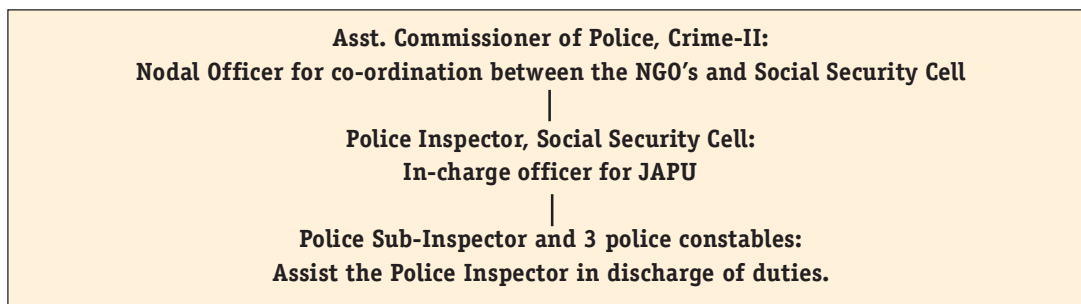 Asst. Commissioner of Police, Crime-II:
Nodal Officer for co-ordination between the NGO's and Social Security Cell
Police Inspector, Social Security Cell:
In-charge officer for JAPU
Police Sub-Inspector and 3 police constables:
Assist the Police Inspector in discharge of duties.